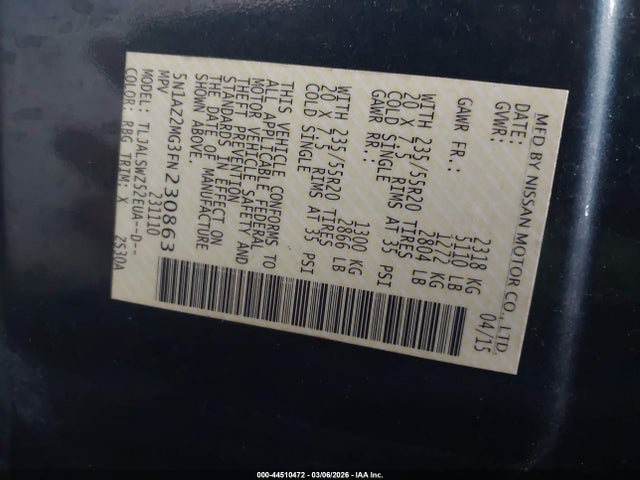 MFD BY NISSAN MOTOR CO., LTD.
DATE: 04/15
GVWR: 2318 KG
5110 LB
GAWR FR.: 1272 KG
2804 LB
WITH 235/55R20 TIRES
20 X 7.5 RIMS AT 35 PSI
COLD SINGLE
GAWR RR.: 1300 KG
2866 LB
WITH 235/55R20 TIRES
20 X 7.5 RIMS AT 35 PSI
COLD SINGLE
THIS VEHICLE CONFORMS TO
ALL APPLICABLE FEDERAL
MOTOR VEHICLE SAFETY AND
THEFT PREVENTION
STANDARDS IN EFFECT ON
THE DATE OF MANUFACTURE
SHOWN ABOVE.
5N1AZ2MG3FN230863
MPV 231110
MODEL: TLJALSWZS2EUA--D--
COLOR: RBG TRIM: X 2S30A
000-44510472 - 03/06/2026 - IAA Inc.